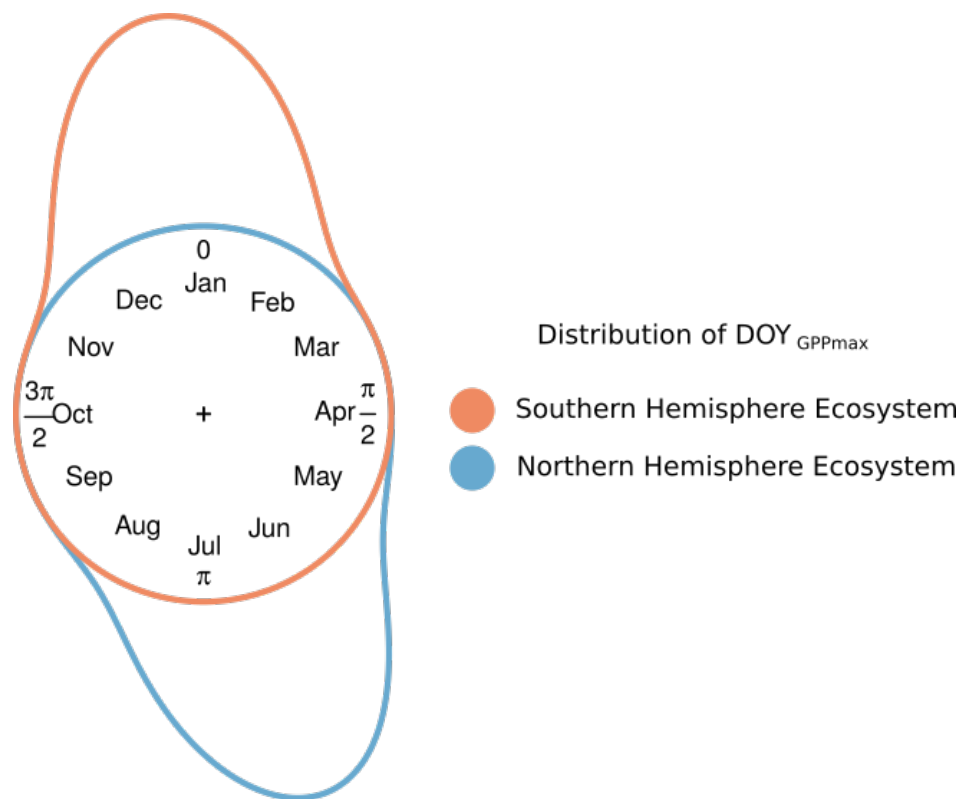 0
Jan
Dec
Feb
Nov
Mar
3π
2
Oct
+
Apr
π
2
Sep
May
Aug
Jun
Jul
π
Distribution of DOY GPPmax
Southern Hemisphere Ecosystem
Northern Hemisphere Ecosystem